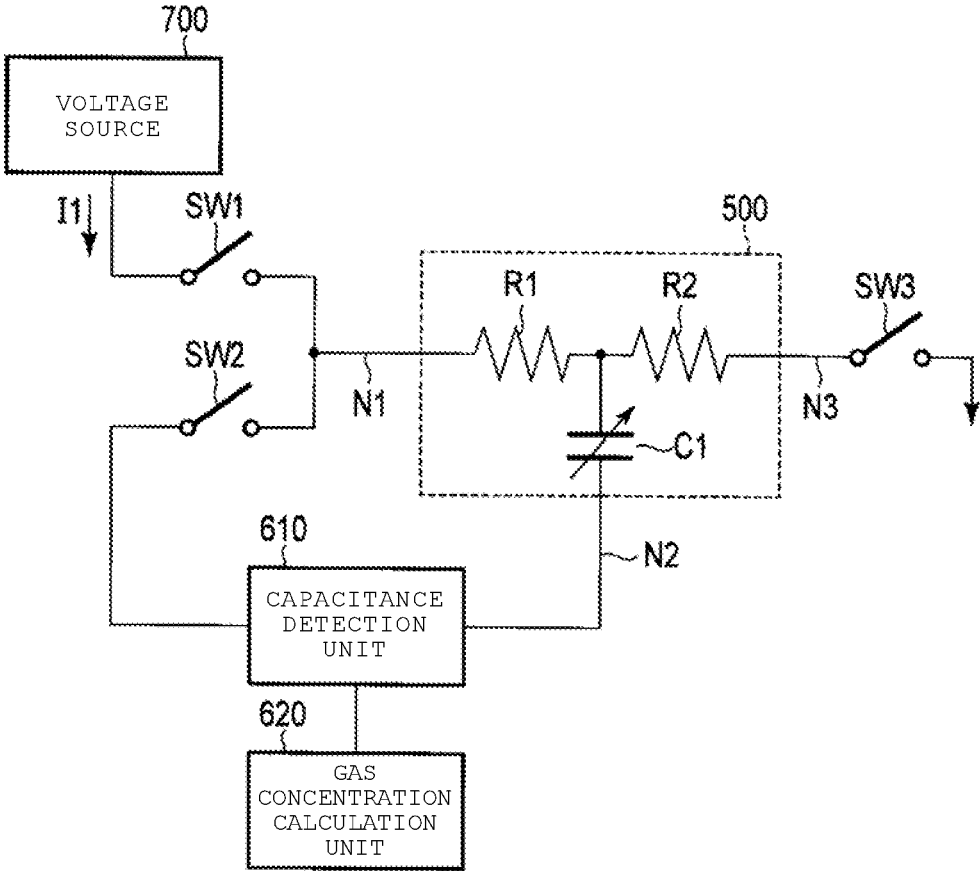 700
VOLTAGE
SOURCE
I1
SW1
500
R1
R2
SW3
SW2
N1
N3
C1
610
N2
CAPACITANCE
DETECTION
UNIT
620
GAS
CONCENTRATION
CALCULATION
UNIT